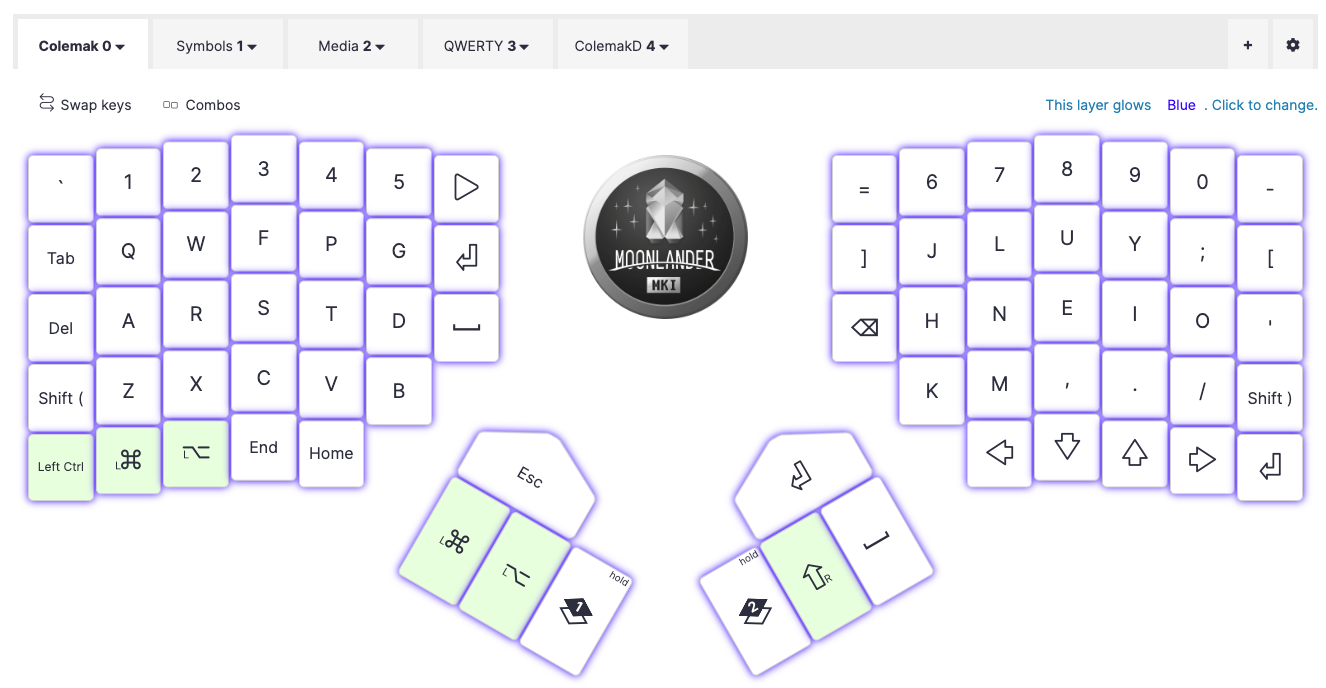 Colemak 0 Symbols 1 Media 2 QWERTY 3 ColemakD 4 +
Swap keys Combos This layer glows Blue . Click to change.
` 1 2 3 4 5 = 6 7 8 9 0 -
Tab Q W F P G ] J L U Y ; [
Del A R S T D H N E I O '
Shift ( Z X C V B K M , . / Shift )
Left Ctrl L L End Home
MOONLANDER
MKI
Esc
L L hold 1
hold 2 R